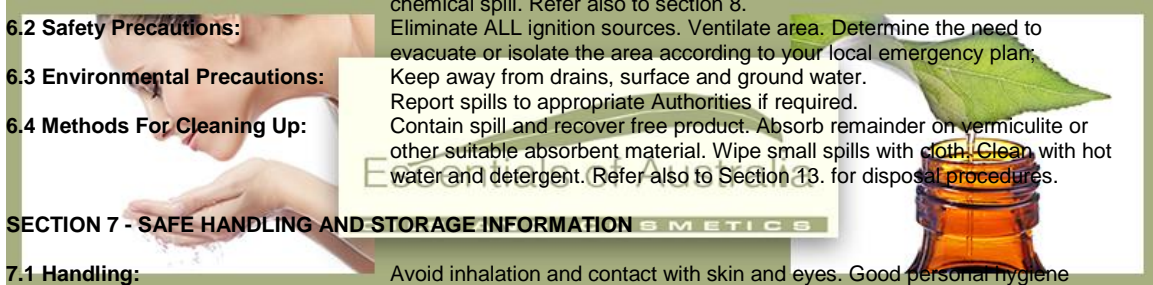 chemical spill. Refer also to section 8.
6.2 Safety Precautions: Eliminate ALL ignition sources. Ventilate area. Determine the need to
evacuate or isolate the area according to your local emergency plan;
6.3 Environmental Precautions: Keep away from drains, surface and ground water.
Report spills to appropriate Authorities if required.
6.4 Methods For Cleaning Up: Contain spill and recover free product. Absorb remainder on vermiculite or
other suitable absorbent material. Wipe small spills with cloth. Clean with hot
water and detergent. Refer also to Section 13. for disposal procedures.
Essentials of Australia
SECTION 7 - SAFE HANDLING AND STORAGE INFORMATION
SMETICS
7.1 Handling: Avoid inhalation and contact with skin and eyes. Good personal hygiene